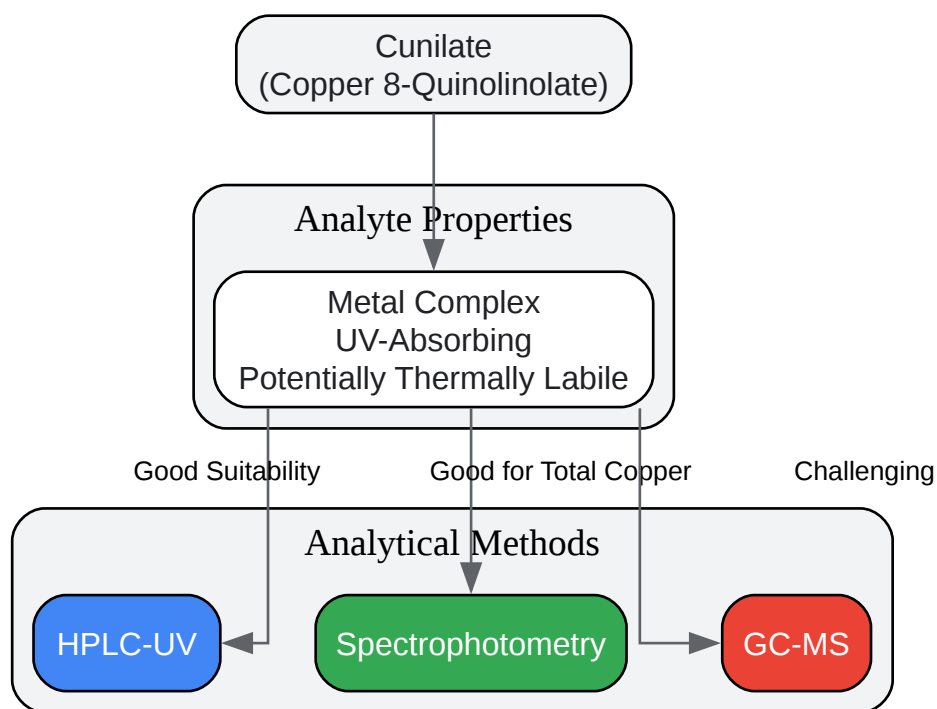 Cunilate
(Copper 8-Quinolinolate)
Analyte Properties
Metal Complex
UV-Absorbing
Potentially Thermally Labile
Good Suitability
Good for Total Copper
Challenging
Analytical Methods
HPLC-UV
Spectrophotometry
GC-MS